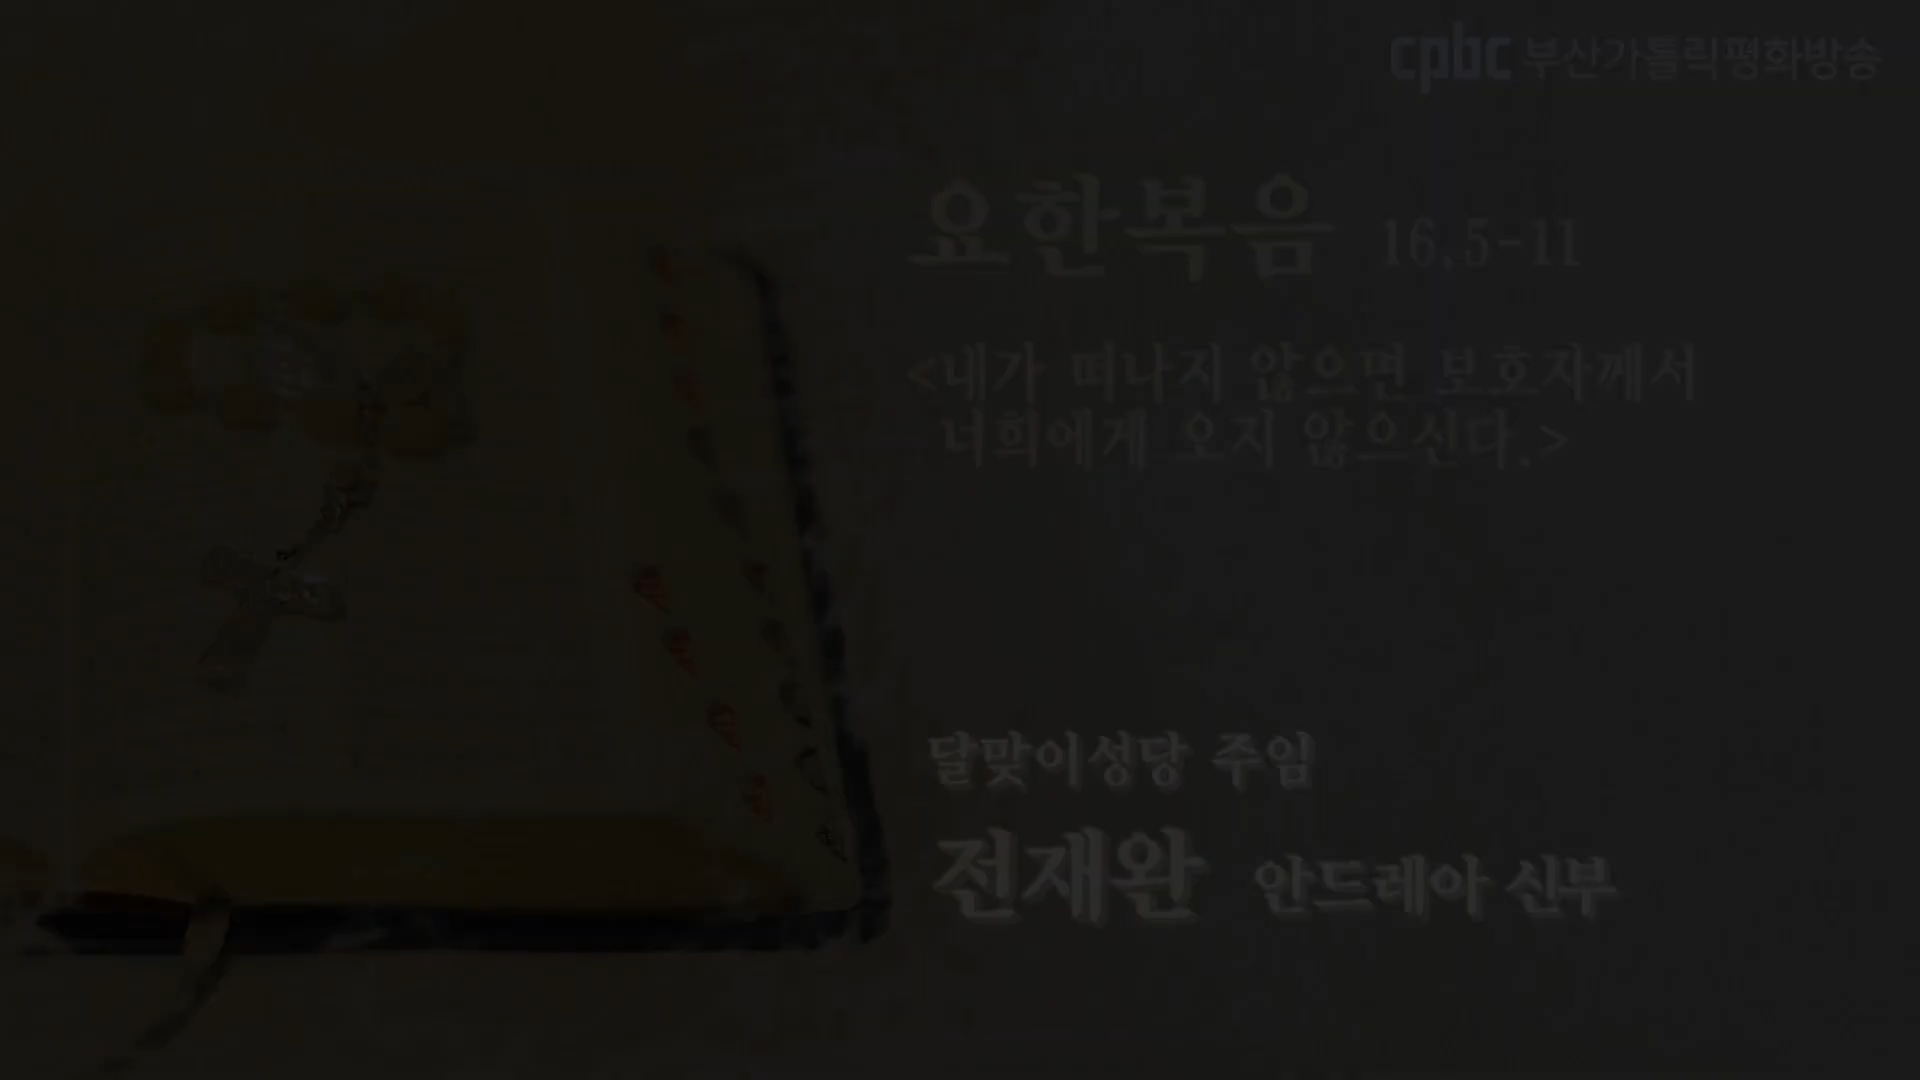 cpbc 부산가톨릭평화방송
요한복음 16,5-11
<내가 떠나지 않으면 보호자께서
너희에게 오지 않으신다.>
달맞이성당 주임
전재완 안드레아 신부